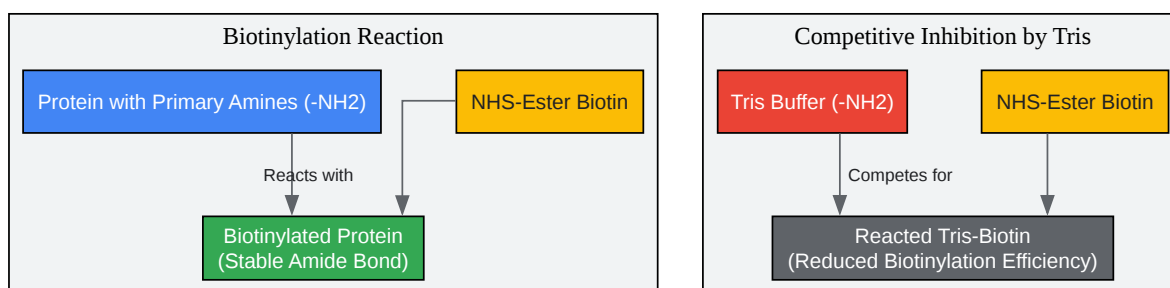 Biotinylation Reaction
Protein with Primary Amines (-NH2)
NHS-Ester Biotin
Reacts with
Biotinylated Protein
(Stable Amide Bond)
Competitive Inhibition by Tris
Tris Buffer (-NH2)
NHS-Ester Biotin
Competes for
Reacted Tris-Biotin
(Reduced Biotinylation Efficiency)